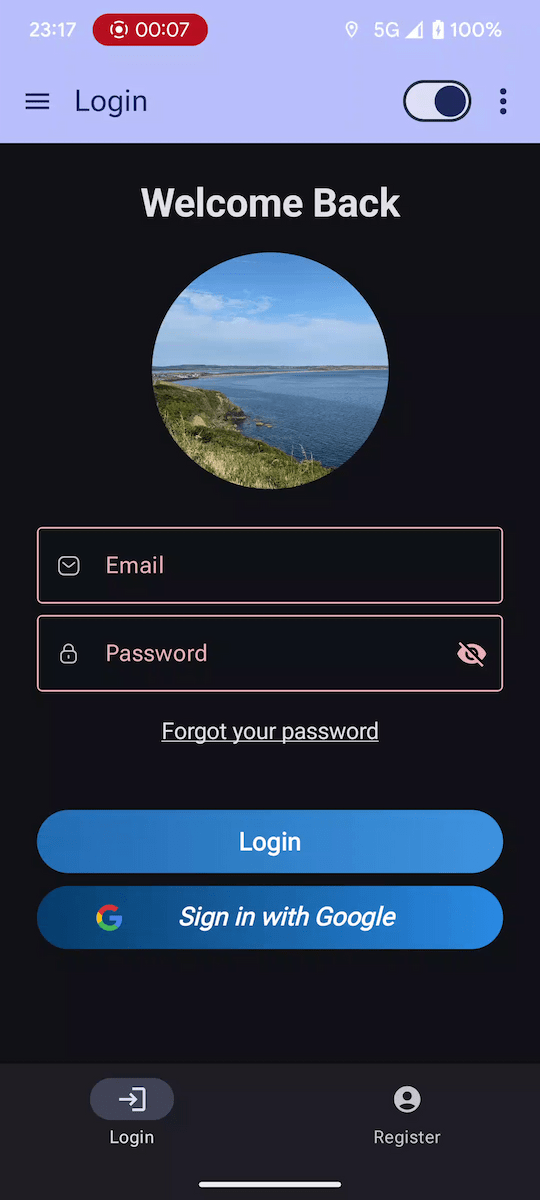 23:17 00:07 5G 100%
Login
Welcome Back
Email
Password
Forgot your password
Login
Sign in with Google
Login Register